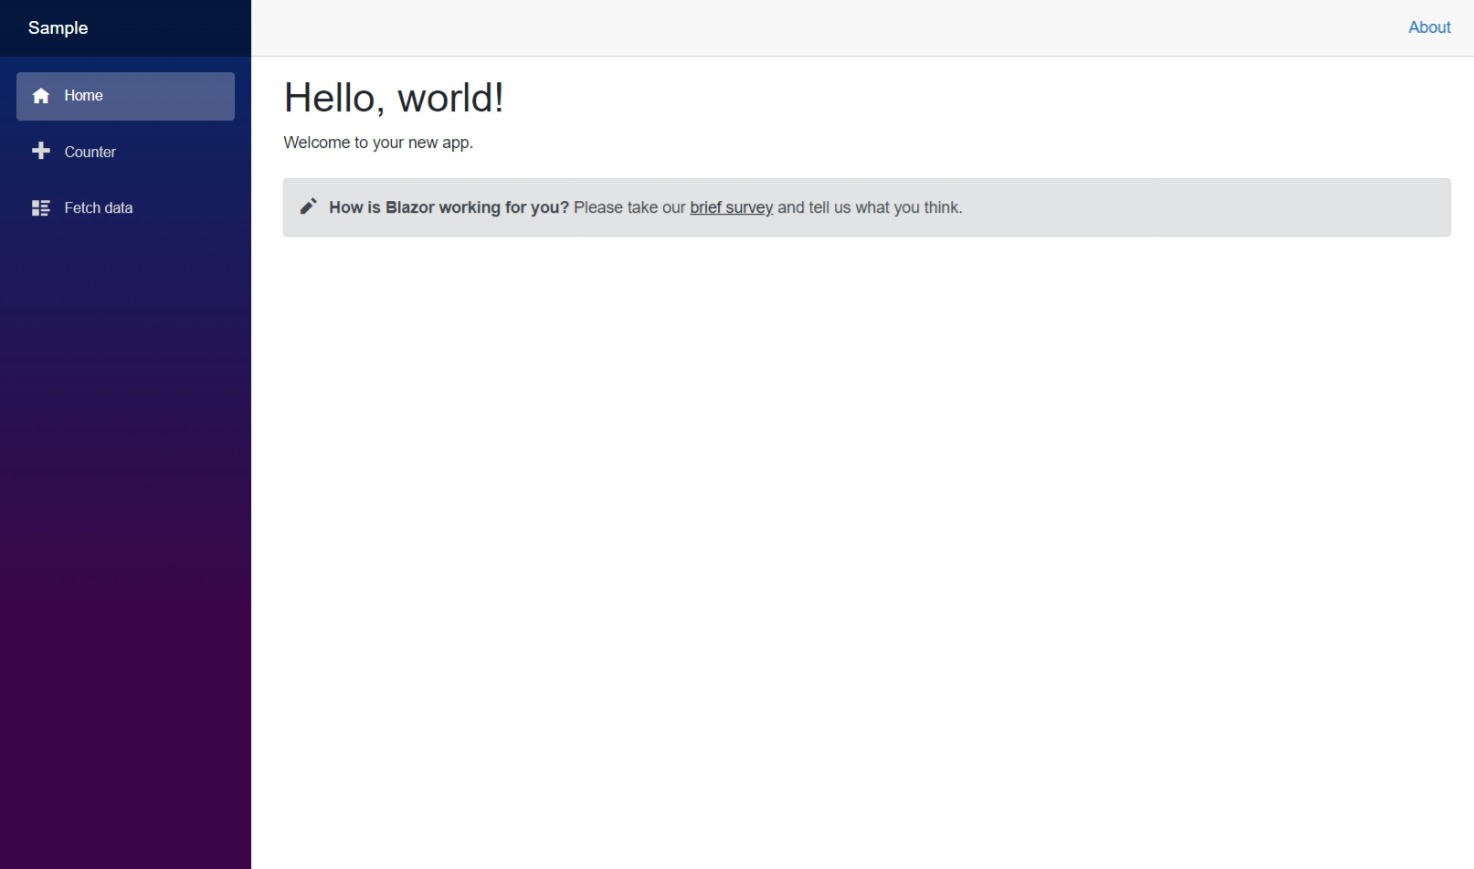 Sample
About
Home
Counter
Fetch data
Hello, world!
Welcome to your new app.
How is Blazor working for you? Please take our brief survey and tell us what you think.